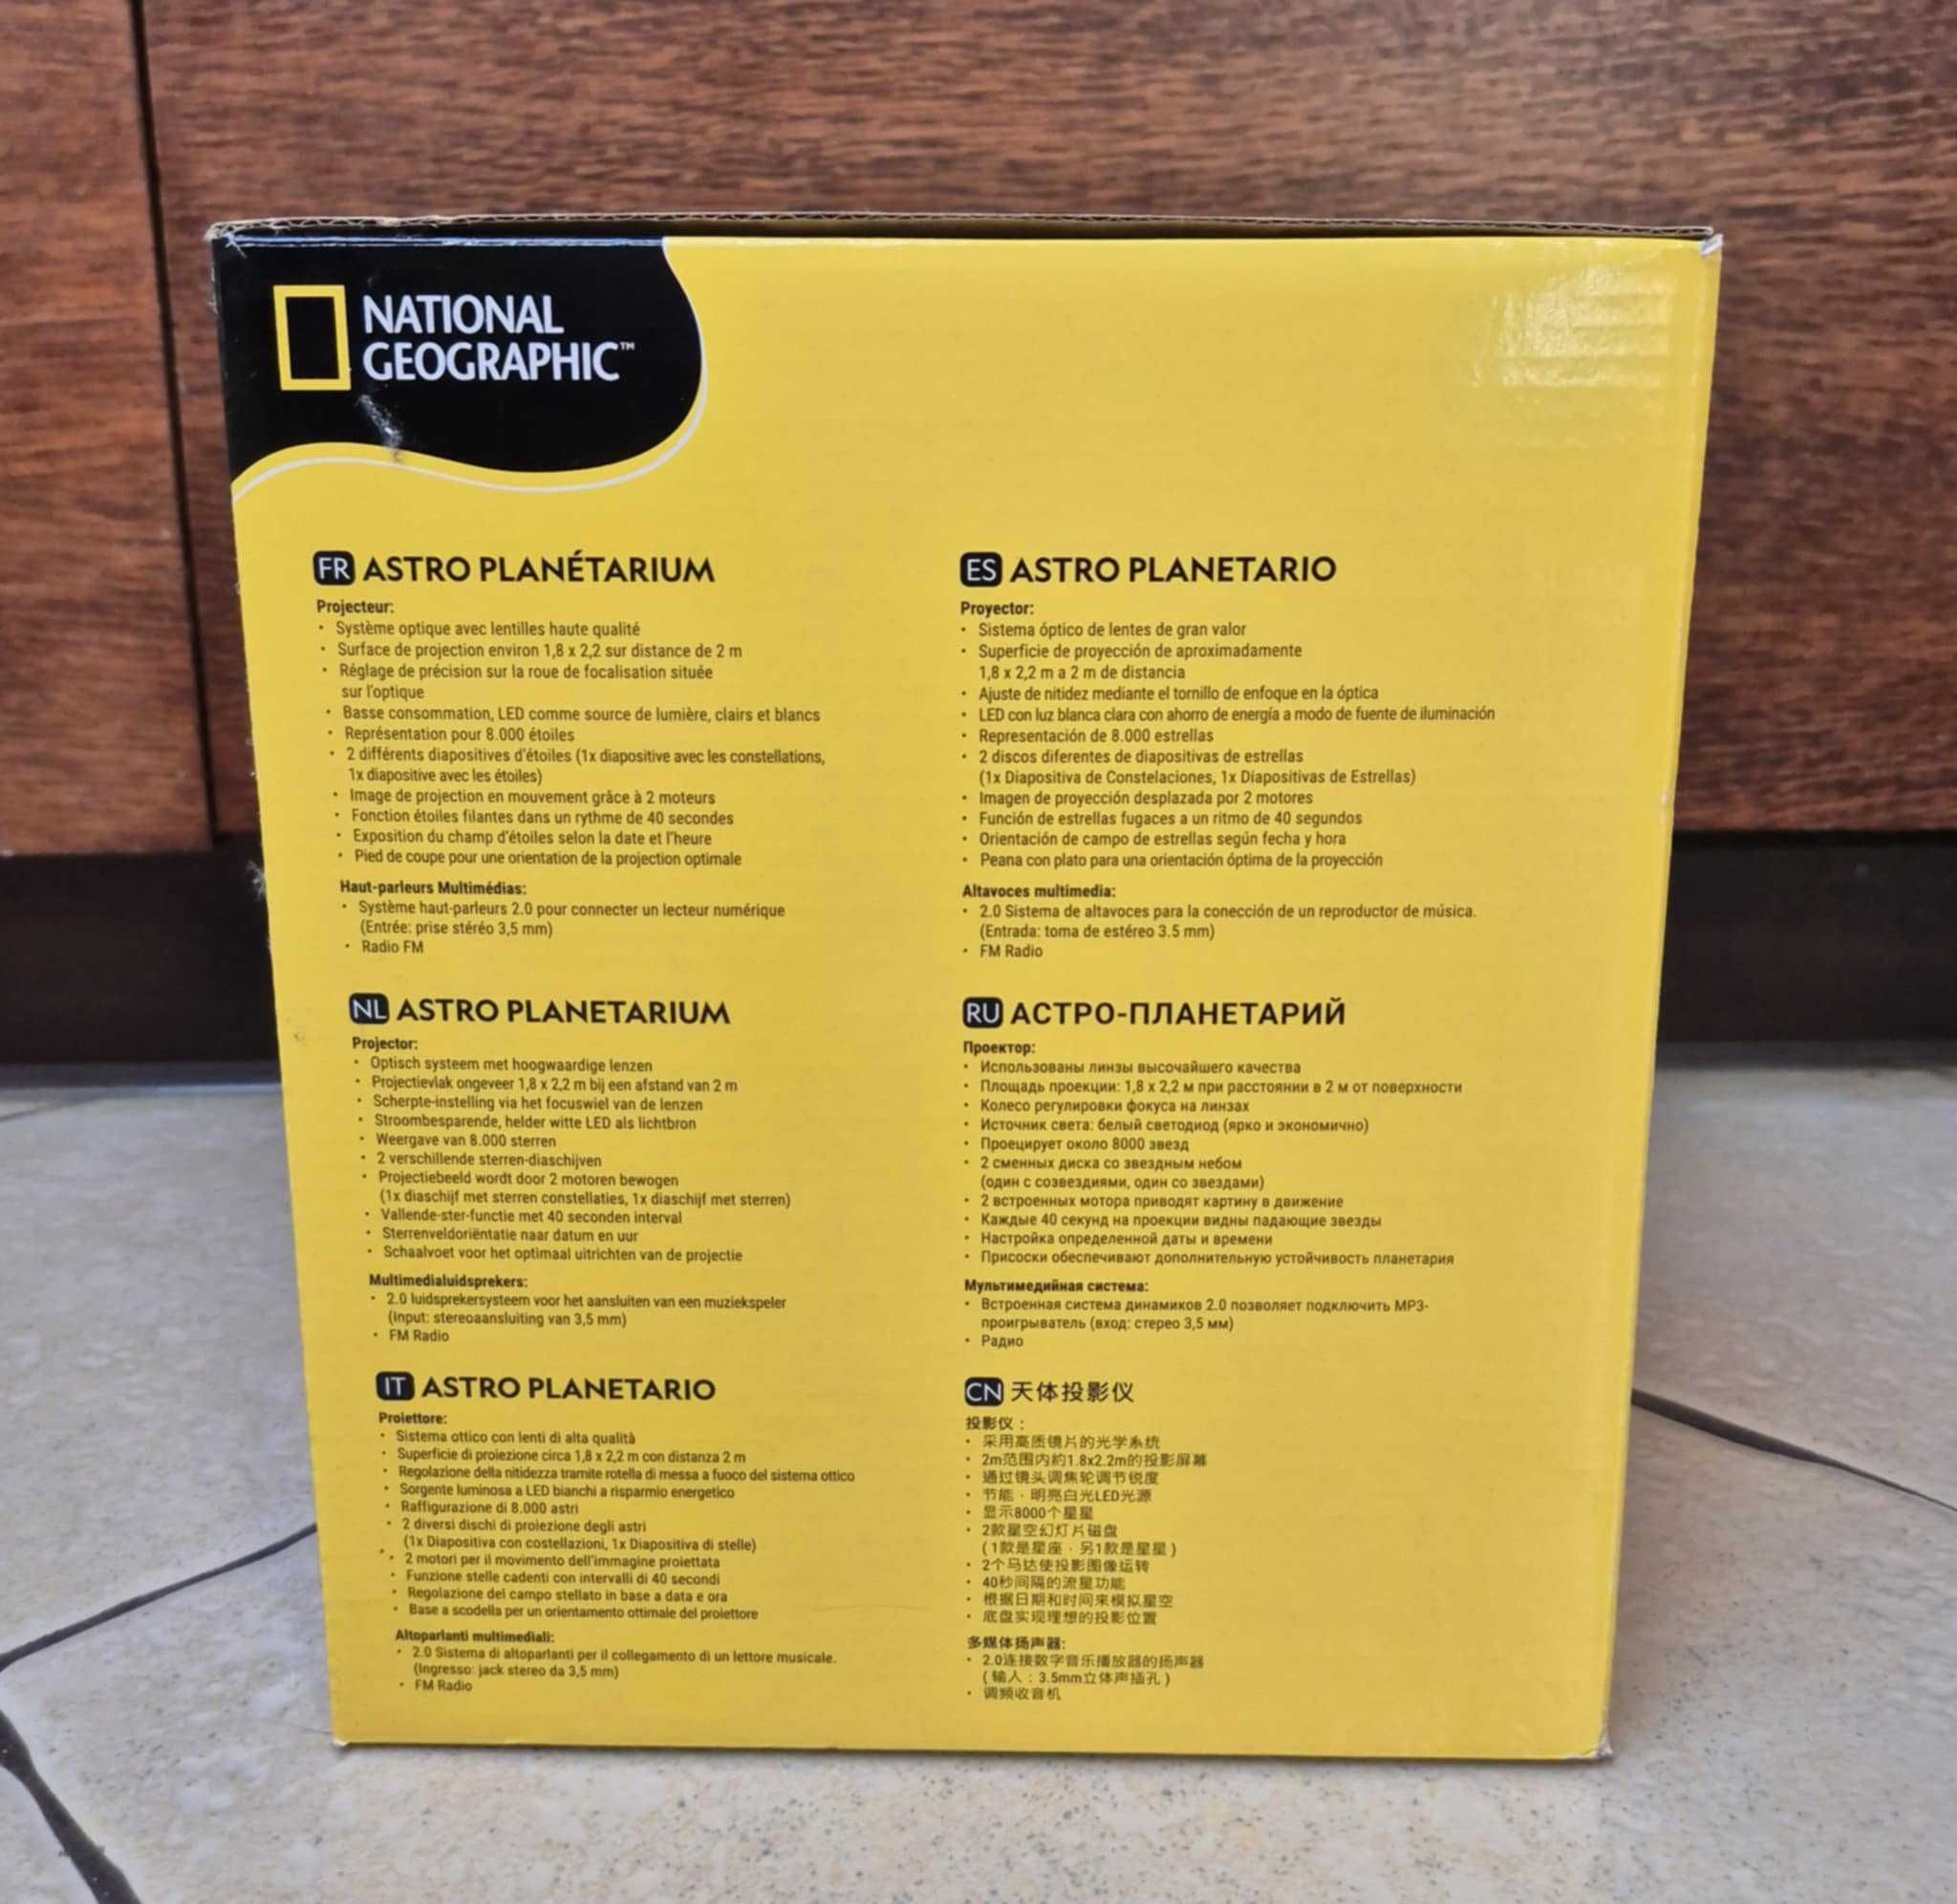 NATIONAL
GEOGRAPHIC™
FR ASTRO PLANÉTARIUM
Projecteur:
• Système optique avec lentilles haute qualité
• Surface de projection environ 1,8 x 2,2 sur distance de 2 m
• Réglage de précision sur la roue de focalisation située
sur l'optique
• Basse consommation, LED comme source de lumière, clairs et blancs
• Représentation pour 8.000 étoiles
• 2 différents diapositives d'étoiles (1x diapositive avec les constellations,
1x diapositive avec les étoiles)
• Image de projection en mouvement grâce à 2 moteurs
• Fonction étoiles filantes dans un rythme de 40 secondes
• Exposition du champ d'étoiles selon la date et l'heure
• Pied de coupe pour une orientation de la projection optimale
Haut-parleurs Multimédias:
• Système haut-parleurs 2.0 pour connecter un lecteur numérique
(Entrée: prise stéréo 3,5 mm)
• Radio FM
NL ASTRO PLANETARIUM
Projector:
• Optisch systeem met hoogwaardige lenzen
• Projectievlak ongeveer 1,8 x 2,2 m bij een afstand van 2 m
• Scherpte-instelling via het focuswiel van de lenzen
• Stroombesparende, helder witte LED als lichtbron
• Weergave van 8.000 sterren
• 2 verschillende sterren-diaschijven
• Projectiebeeld wordt door 2 motoren bewogen
(1x diaschijf met sterren constellaties, 1x diaschijf met sterren)
• Vallende-ster-functie met 40 seconden interval
• Sterrenveldoriëntatie naar datum en uur
• Schaalvoet voor het optimaal uitrichten van de projectie
Multimedialuidsprekers:
• 2.0 luidsprekersysteem voor het aansluiten van een muziekspeler
(Input: stereoaansluiting van 3,5 mm)
• FM Radio
IT ASTRO PLANETARIO
Proiettore:
• Sistema ottico con lenti di alta qualità
• Superficie di proiezione circa 1,8 x 2,2 m con distanza 2 m
• Regolazione della nitidezza tramite rotella di messa a fuoco del sistema ottico
• Sorgente luminosa a LED bianchi a risparmio energetico
• Raffigurazione di 8.000 astri
• 2 diversi dischi di proiezione degli astri
(1x Diapositiva con costellazioni, 1x Diapositiva di stelle)
• 2 motori per il movimento dell'immagine proiettata
• Funzione stelle cadenti con intervalli di 40 secondi
• Regolazione del campo stellato in base a data e ora
• Base a scodella per un orientamento ottimale del proiettore
Altoparlanti multimediali:
• 2.0 Sistema di altoparlanti per il collegamento di un lettore musicale.
(Ingresso: jack stereo da 3,5 mm)
• FM Radio
ES ASTRO PLANETARIO
Proyector:
• Sistema óptico de lentes de gran valor
• Superficie de proyección de aproximadamente
1,8 x 2,2 m a 2 m de distancia
• Ajuste de nitidez mediante el tornillo de enfoque en la óptica
• LED con luz blanca clara con ahorro de energía a modo de fuente de iluminación
• Representación de 8.000 estrellas
• 2 discos diferentes de diapositivas de estrellas
(1x Diapositiva de Constelaciones, 1x Diapositivas de Estrellas)
• Imagen de proyección desplazada por 2 motores
• Función de estrellas fugaces a un ritmo de 40 segundos
• Orientación de campo de estrellas según fecha y hora
• Peana con plato para una orientación óptima de la proyección
Altavoces multimedia:
• 2.0 Sistema de altavoces para la conección de un reproductor de música.
(Entrada: toma de estéreo 3.5 mm)
• FM Radio
RU АСТРО-ПЛАНЕТАРИЙ
Проектор:
• Использованы линзы высочайшего качества
• Площадь проекции: 1,8 x 2,2 м при расстоянии в 2 м от поверхности
• Колесо регулировки фокуса на линзах
• Источник света: белый светодиод (ярко и экономично)
• Проецирует около 8000 звезд
• 2 сменных диска со звездным небом
(один с созвездиями, один со звездами)
• 2 встроенных мотора приводят картину в движение
• Каждые 40 секунд на проекции видны падающие звезды
• Настройка определенной даты и времени
• Присоски обеспечивают дополнительную устойчивость планетария
Мультимедийная система:
• Встроенная система динамиков 2.0 позволяет подключить MP3-
проигрыватель (вход: стерео 3,5 мм)
• Радио
CN 天体投影仪
投影仪：
• 采用高质镜片的光学系统
• 2m范围内約1.8x2.2m的投影屏幕
• 通过镜头调焦轮调节锐度
• 节能，明亮白光LED光源
• 显示8000个星星
• 2款星空幻灯片磁盘
（1款是星座，另1款是星星）
• 2个马达使投影图像运转
• 40秒间隔的流星功能
• 根据日期和时间来模拟星空
• 底盘实现理想的投影位置
多媒体扬声器:
• 2.0连接数字音乐播放器的扬声器
（输入：3.5mm立体声插孔）
• 调频收音机